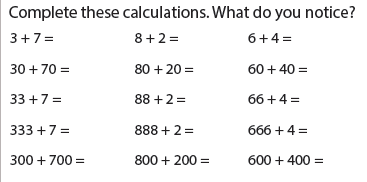 Complete these calculations. What do you notice?
3 + 7 = 8 + 2 = 6 + 4 =
30 + 70 = 80 + 20 = 60 + 40 =
33 + 7 = 88 + 2 = 66 + 4 =
333 + 7 = 888 + 2 = 666 + 4 =
300 + 700 = 800 + 200 = 600 + 400 =